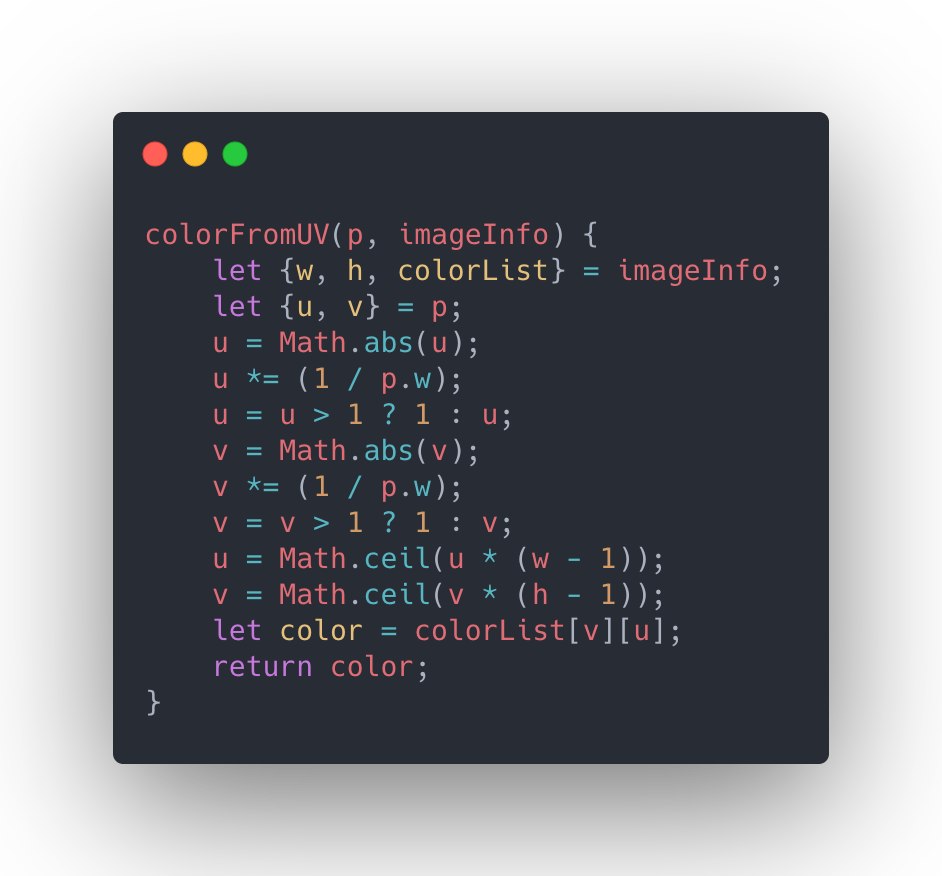 colorFromUV(p, imageInfo) {
    let {w, h, colorList} = imageInfo;
    let {u, v} = p;
    u = Math.abs(u);
    u *= (1 / p.w);
    u = u > 1 ? 1 : u;
    v = Math.abs(v);
    v *= (1 / p.w);
    v = v > 1 ? 1 : v;
    u = Math.ceil(u * (w - 1));
    v = Math.ceil(v * (h - 1));
    let color = colorList[v][u];
    return color;
}